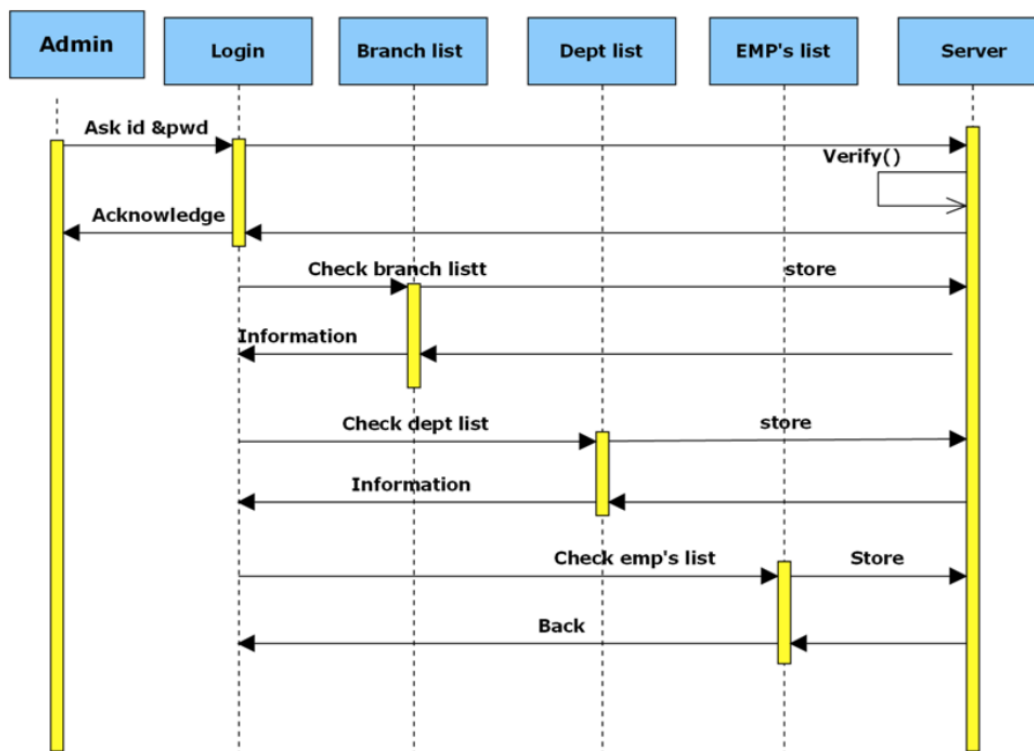 Admin
Login
Branch list
Dept list
EMP's list
Server
Ask id &pwd
Verify()
Acknowledge
Check branch listt
store
Information
Check dept list
store
Information
Check emp's list
Store
Back